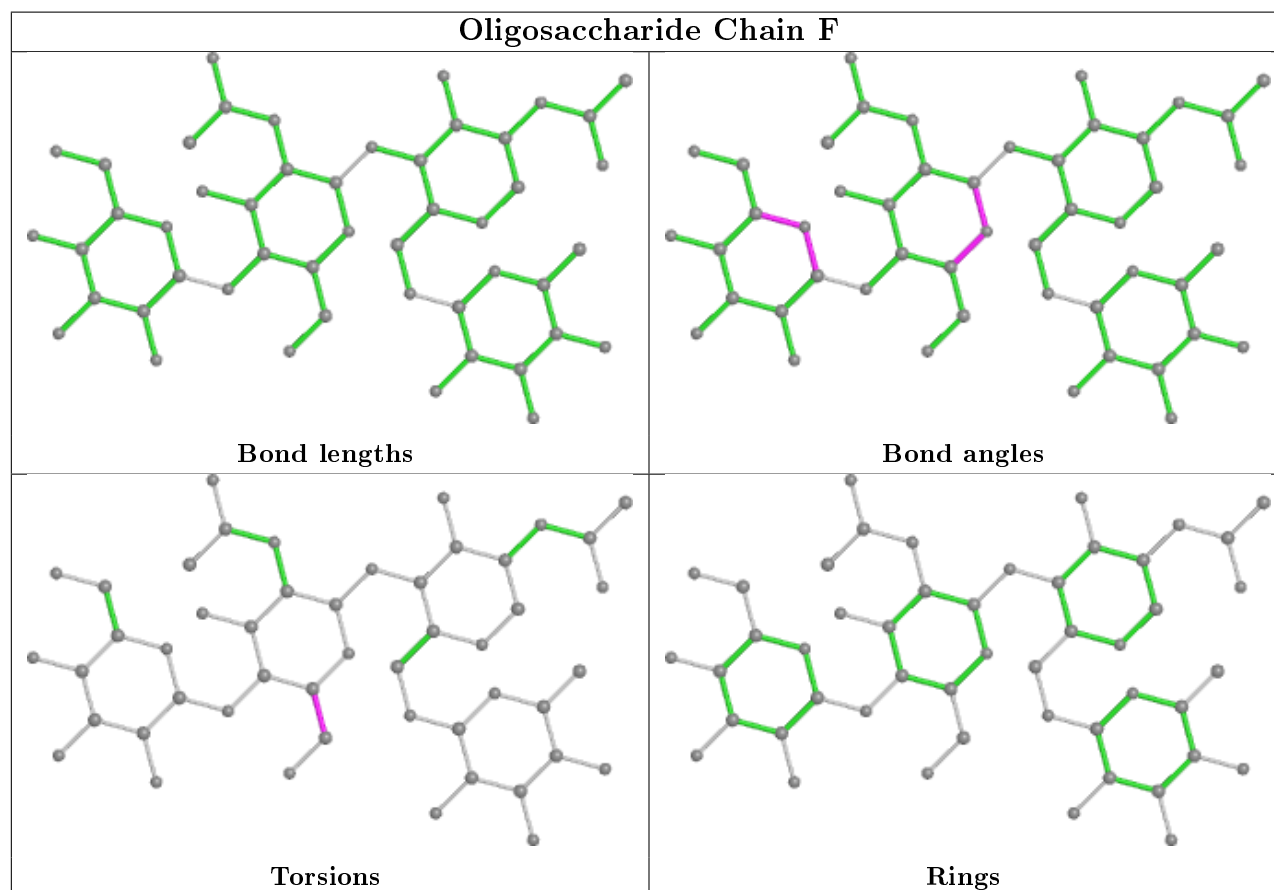 Oligosaccharide Chain F
Bond lengths
Bond angles
Torsions
Rings